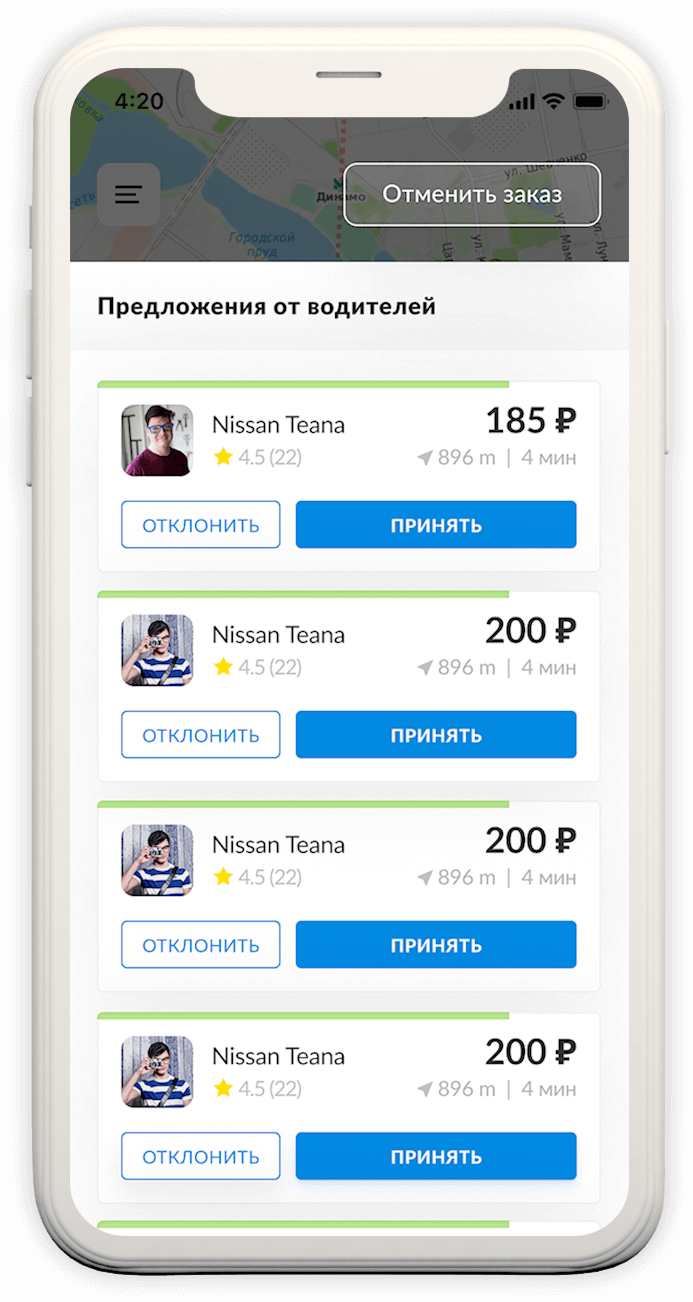 4:20
ул. Шевченко
Отменить заказ
Динамо
Городской
пруд
Предложения от водителей
Nissan Teana
185 ₽
4.5 (22)
896 m | 4 мин
ОТКЛОНИТЬ
ПРИНЯТЬ
Nissan Teana
200 ₽
4.5 (22)
896 m | 4 мин
ОТКЛОНИТЬ
ПРИНЯТЬ
Nissan Teana
200 ₽
4.5 (22)
896 m | 4 мин
ОТКЛОНИТЬ
ПРИНЯТЬ
Nissan Teana
200 ₽
4.5 (22)
896 m | 4 мин
ОТКЛОНИТЬ
ПРИНЯТЬ